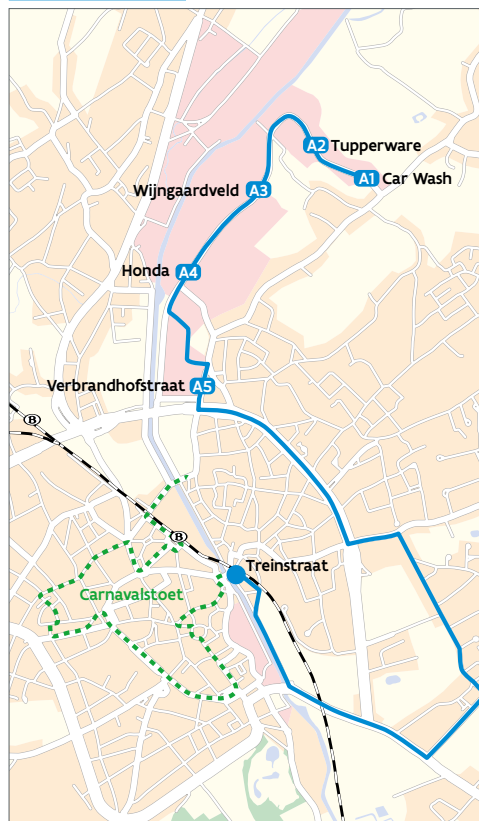 A2 Tupperware
A1 Car Wash
Wijngaardveld A3
Honda A4
Verbrandhofstraat A5
B
B
Treinstraat
Carnavalstoet